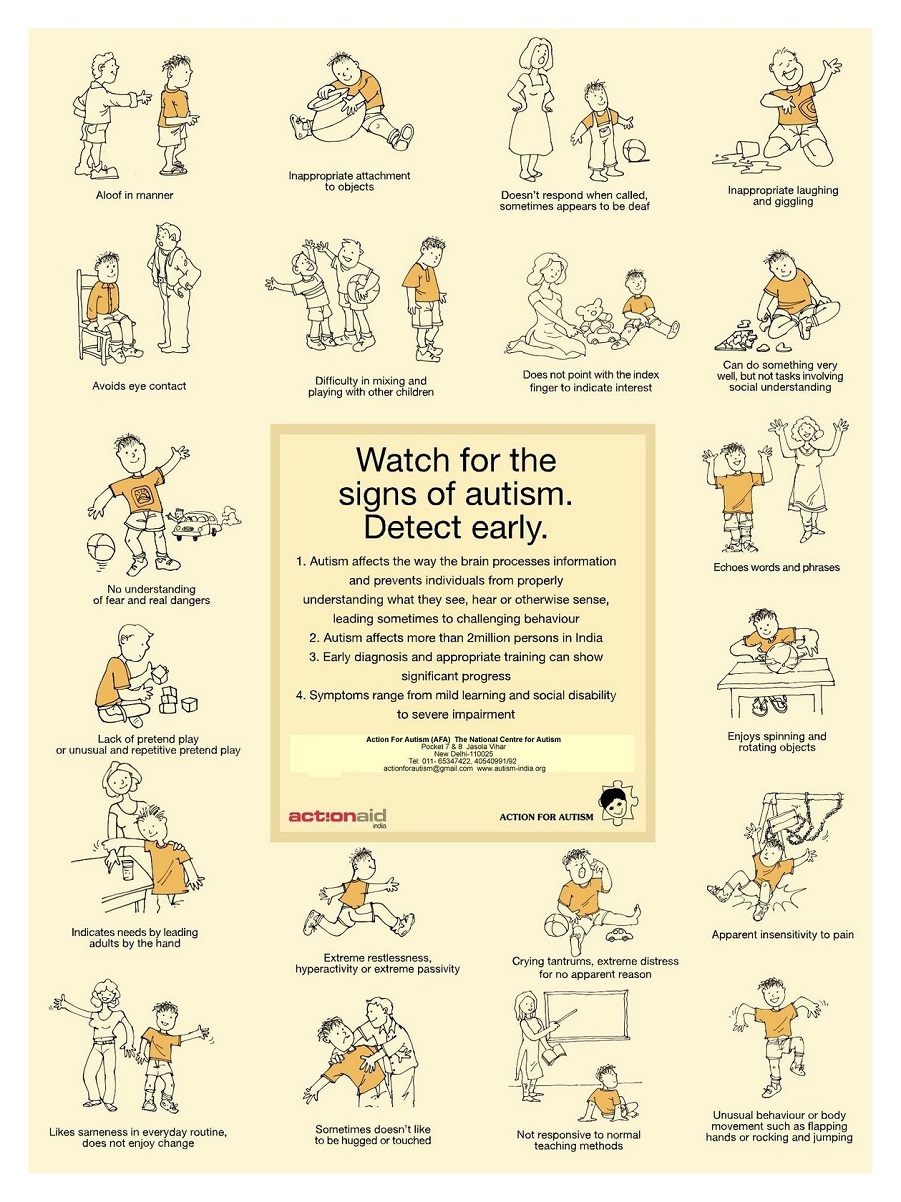 Aloof in manner
Inappropriate attachment
to objects
Doesn't respond when called,
sometimes appears to be deaf
Inappropriate laughing
and giggling
Avoids eye contact
Difficulty in mixing and
playing with other children
Does not point with the index
finger to indicate interest
Can do something very
well, but not tasks involving
social understanding
No understanding
of fear and real dangers
Watch for the
signs of autism.
Detect early.
1. Autism affects the way the brain processes information
and prevents individuals from properly
understanding what they see, hear or otherwise sense,
leading sometimes to challenging behaviour
2. Autism affects more than 2million persons in India
3. Early diagnosis and appropriate training can show
significant progress
4. Symptoms range from mild learning and social disability
to severe impairment
Action For Autism (AFA) The National Centre for Autism
Pocket 7 & 8 Jasola Vihar
New Delhi-110025
Tel: 011- 65347422, 40540991/92
actionforautism@gmail.com www.autism-india.org
act!onaid
india
ACTION FOR AUTISM
Echoes words and phrases
Lack of pretend play
or unusual and repetitive pretend play
Enjoys spinning and
rotating objects
Indicates needs by leading
adults by the hand
Extreme restlessness,
hyperactivity or extreme passivity
Crying tantrums, extreme distress
for no apparent reason
Apparent insensitivity to pain
Likes sameness in everyday routine,
does not enjoy change
Sometimes doesn't like
to be hugged or touched
Not responsive to normal
teaching methods
Unusual behaviour or body
movement such as flapping
hands or rocking and jumping